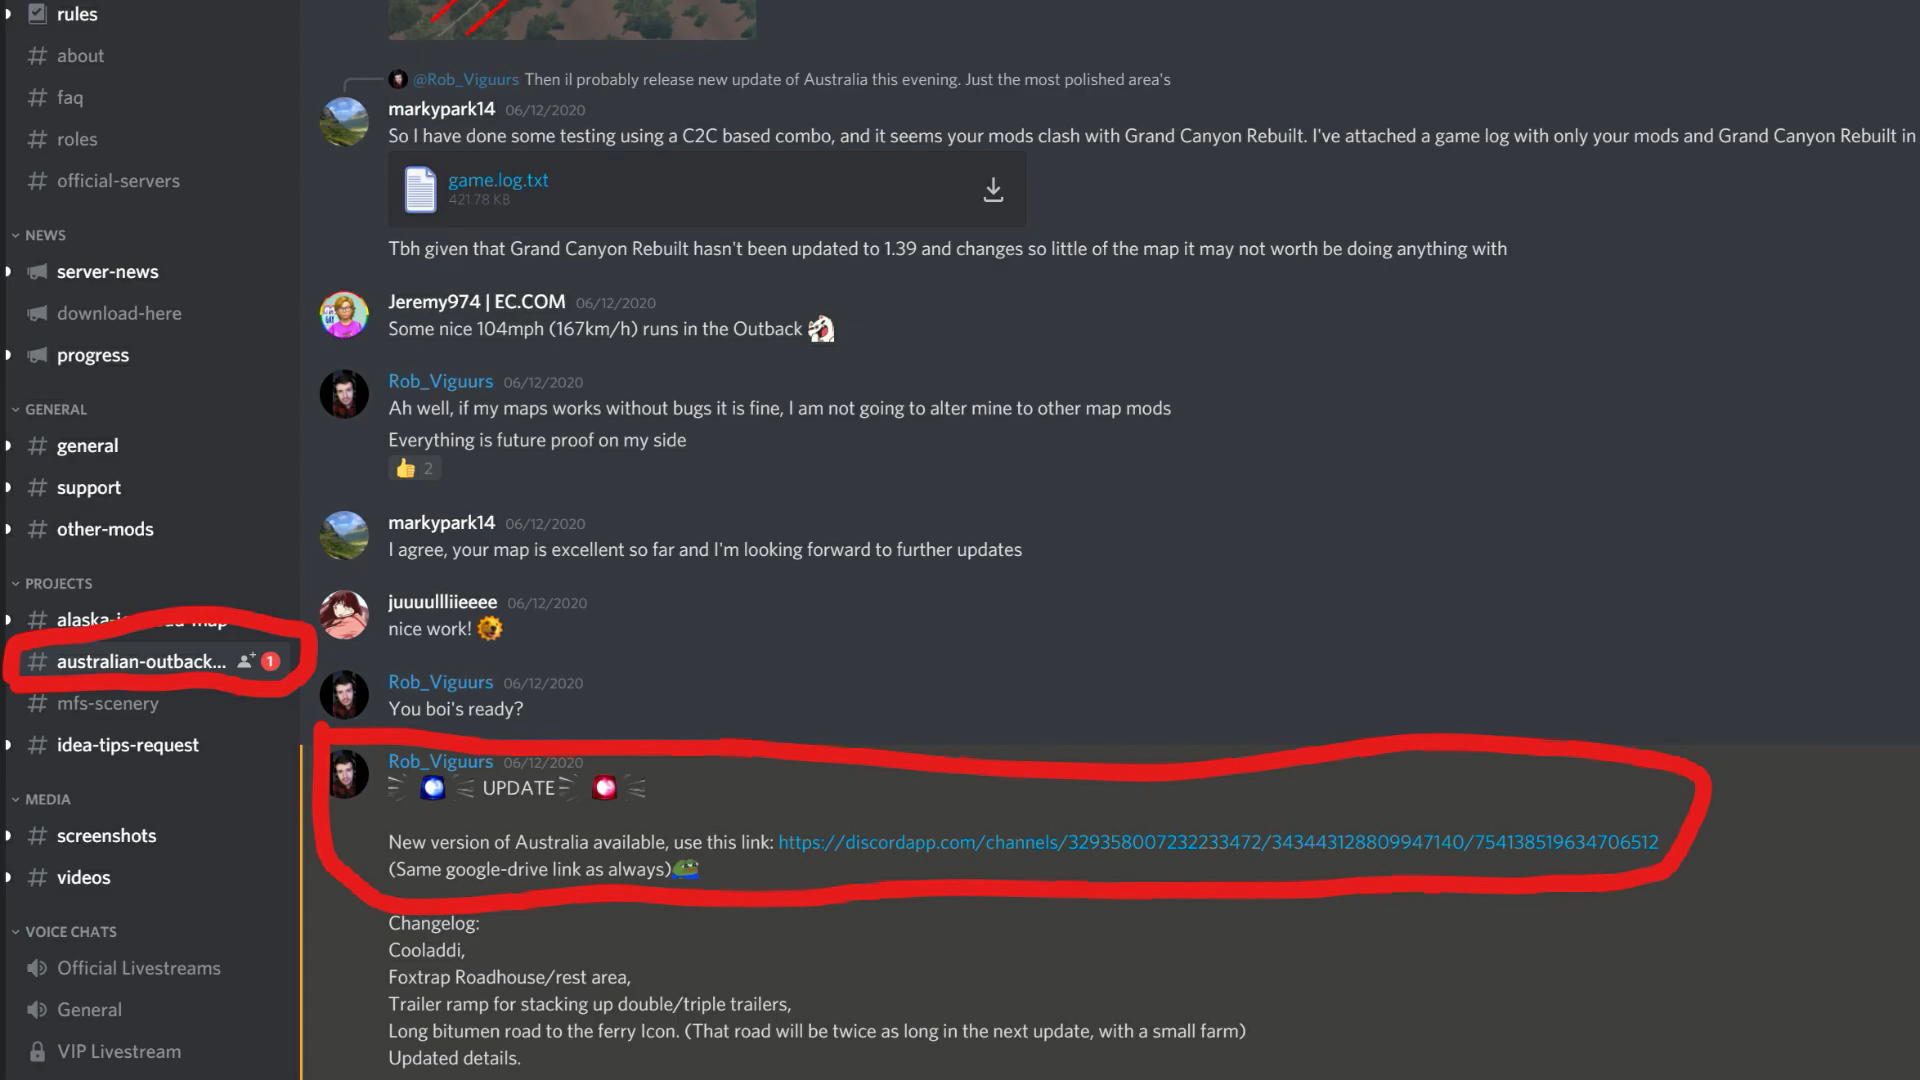 rules
about
faq
roles
official-servers
NEWS
server-news
download-here
progress
GENERAL
general
support
other-mods
PROJECTS
australian-outback... 1
mfs-scenery
idea-tips-request
MEDIA
screenshots
videos
VOICE CHATS
Official Livestreams
General
VIP Livestream
@Rob_Viguurs Then il probably release new update of Australia this evening. Just the most polished area's
markypark14 06/12/2020
So I have done some testing using a C2C based combo, and it seems your mods clash with Grand Canyon Rebuilt. I've attached a game log with only your mods and Grand Canyon Rebuilt in
game.log.txt
421.78 KB
Tbh given that Grand Canyon Rebuilt hasn't been updated to 1.39 and changes so little of the map it may not worth be doing anything with
Jeremy974 | EC.COM 06/12/2020
Some nice 104mph (167km/h) runs in the Outback
Rob_Viguurs 06/12/2020
Ah well, if my maps works without bugs it is fine, I am not going to alter mine to other map mods
Everything is future proof on my side
2
markypark14 06/12/2020
I agree, your map is excellent so far and I'm looking forward to further updates
juuuullliieeee 06/12/2020
nice work!
Rob_Viguurs 06/12/2020
You boi's ready?
Rob_Viguurs 06/12/2020
UPDATE
New version of Australia available, use this link: https://discordapp.com/channels/329358007232233472/343443128809947140/754138519634706512
(Same google-drive link as always)
Changelog:
Cooladdi,
Foxtrap Roadhouse/rest area,
Trailer ramp for stacking up double/triple trailers,
Long bitumen road to the ferry Icon. (That road will be twice as long in the next update, with a small farm)
Updated details.